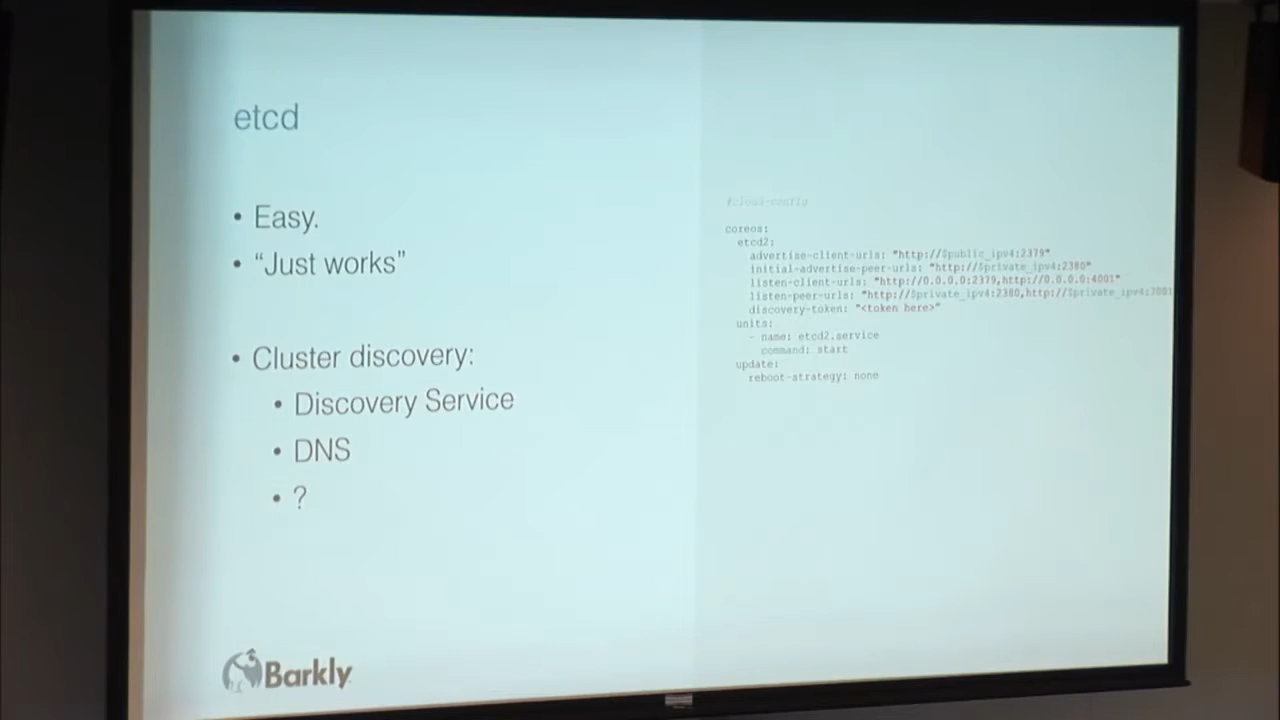 etcd
• Easy.
• “Just works”
• Cluster discovery:
• Discovery Service
• DNS
• ?
Barkly
#cloud-config
coreos:
etcd2:
advertise-client-urls: "http://$public_ipv4:2379"
initial-advertise-peer-urls: "http://$private_ipv4:2380"
listen-client-urls: "http://0.0.0.0:2379,http://0.0.0.0:4001"
listen-peer-urls: "http://$private_ipv4:2380,http://$private_ipv4:7001
discovery-token: "<token here>"
units:
- name: etcd2.service
command: start
update:
reboot-strategy: none